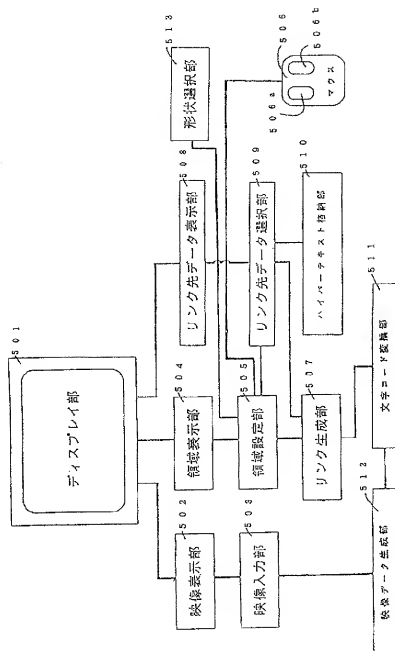 501
ディスプレイ部
502
映像表示部
504
領域表示部
508
リンク先データ表示部
513
形状選択部
503
映像入力部
505
領域設定部
509
リンク先データ選択部
506
506a
506b
マウス
507
リンク生成部
510
ハイパーテキスト格納部
512
映像データ生成部
511
文字コード変換部